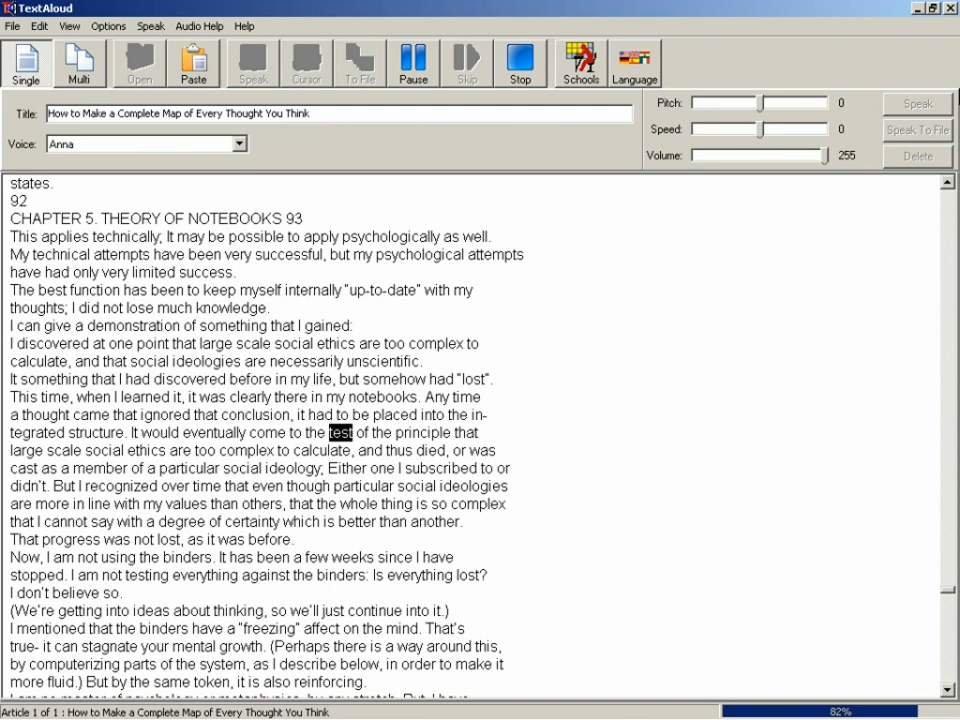 TextAloud
File Edit View Options Speak Audio Help Help
Single Multi Open Paste Speak Cursor To File Pause Skip Stop Schools Language
Title: How to Make a Complete Map of Every Thought You Think
Voice: Anna
Pitch: 0 Speak
Speed: 0 Speak To File
Volume: 255 Delete
states.
92
CHAPTER 5. THEORY OF NOTEBOOKS 93
This applies technically; It may be possible to apply psychologically as well.
My technical attempts have been very successful, but my psychological attempts
have had only very limited success.
The best function has been to keep myself internally "up-to-date" with my
thoughts; I did not lose much knowledge.
I can give a demonstration of something that I gained:
I discovered at one point that large scale social ethics are too complex to
calculate, and that social ideologies are necessarily unscientific.
It something that I had discovered before in my life, but somehow had "lost".
This time, when I learned it, it was clearly there in my notebooks. Any time
a thought came that ignored that conclusion, it had to be placed into the in-
tegrated structure. It would eventually come to the test of the principle that
large scale social ethics are too complex to calculate, and thus died, or was
cast as a member of a particular social ideology; Either one I subscribed to or
didn't. But I recognized over time that even though particular social ideologies
are more in line with my values than others, that the whole thing is so complex
that I cannot say with a degree of certainty which is better than another.
That progress was not lost, as it was before.
Now, I am not using the binders. It has been a few weeks since I have
stopped. I am not testing everything against the binders: Is everything lost?
I don't believe so.
(We're getting into ideas about thinking, so we'll just continue into it.)
I mentioned that the binders have a "freezing" affect on the mind. That's
true- it can stagnate your mental growth. (Perhaps there is a way around this,
by computerizing parts of the system, as I describe below, in order to make it
more fluid.) But by the same token, it is also reinforcing.
I am no master of psychology or metaphysics, by any stretch. But, I have
Article 1 of 1 : How to Make a Complete Map of Every Thought You Think 82%